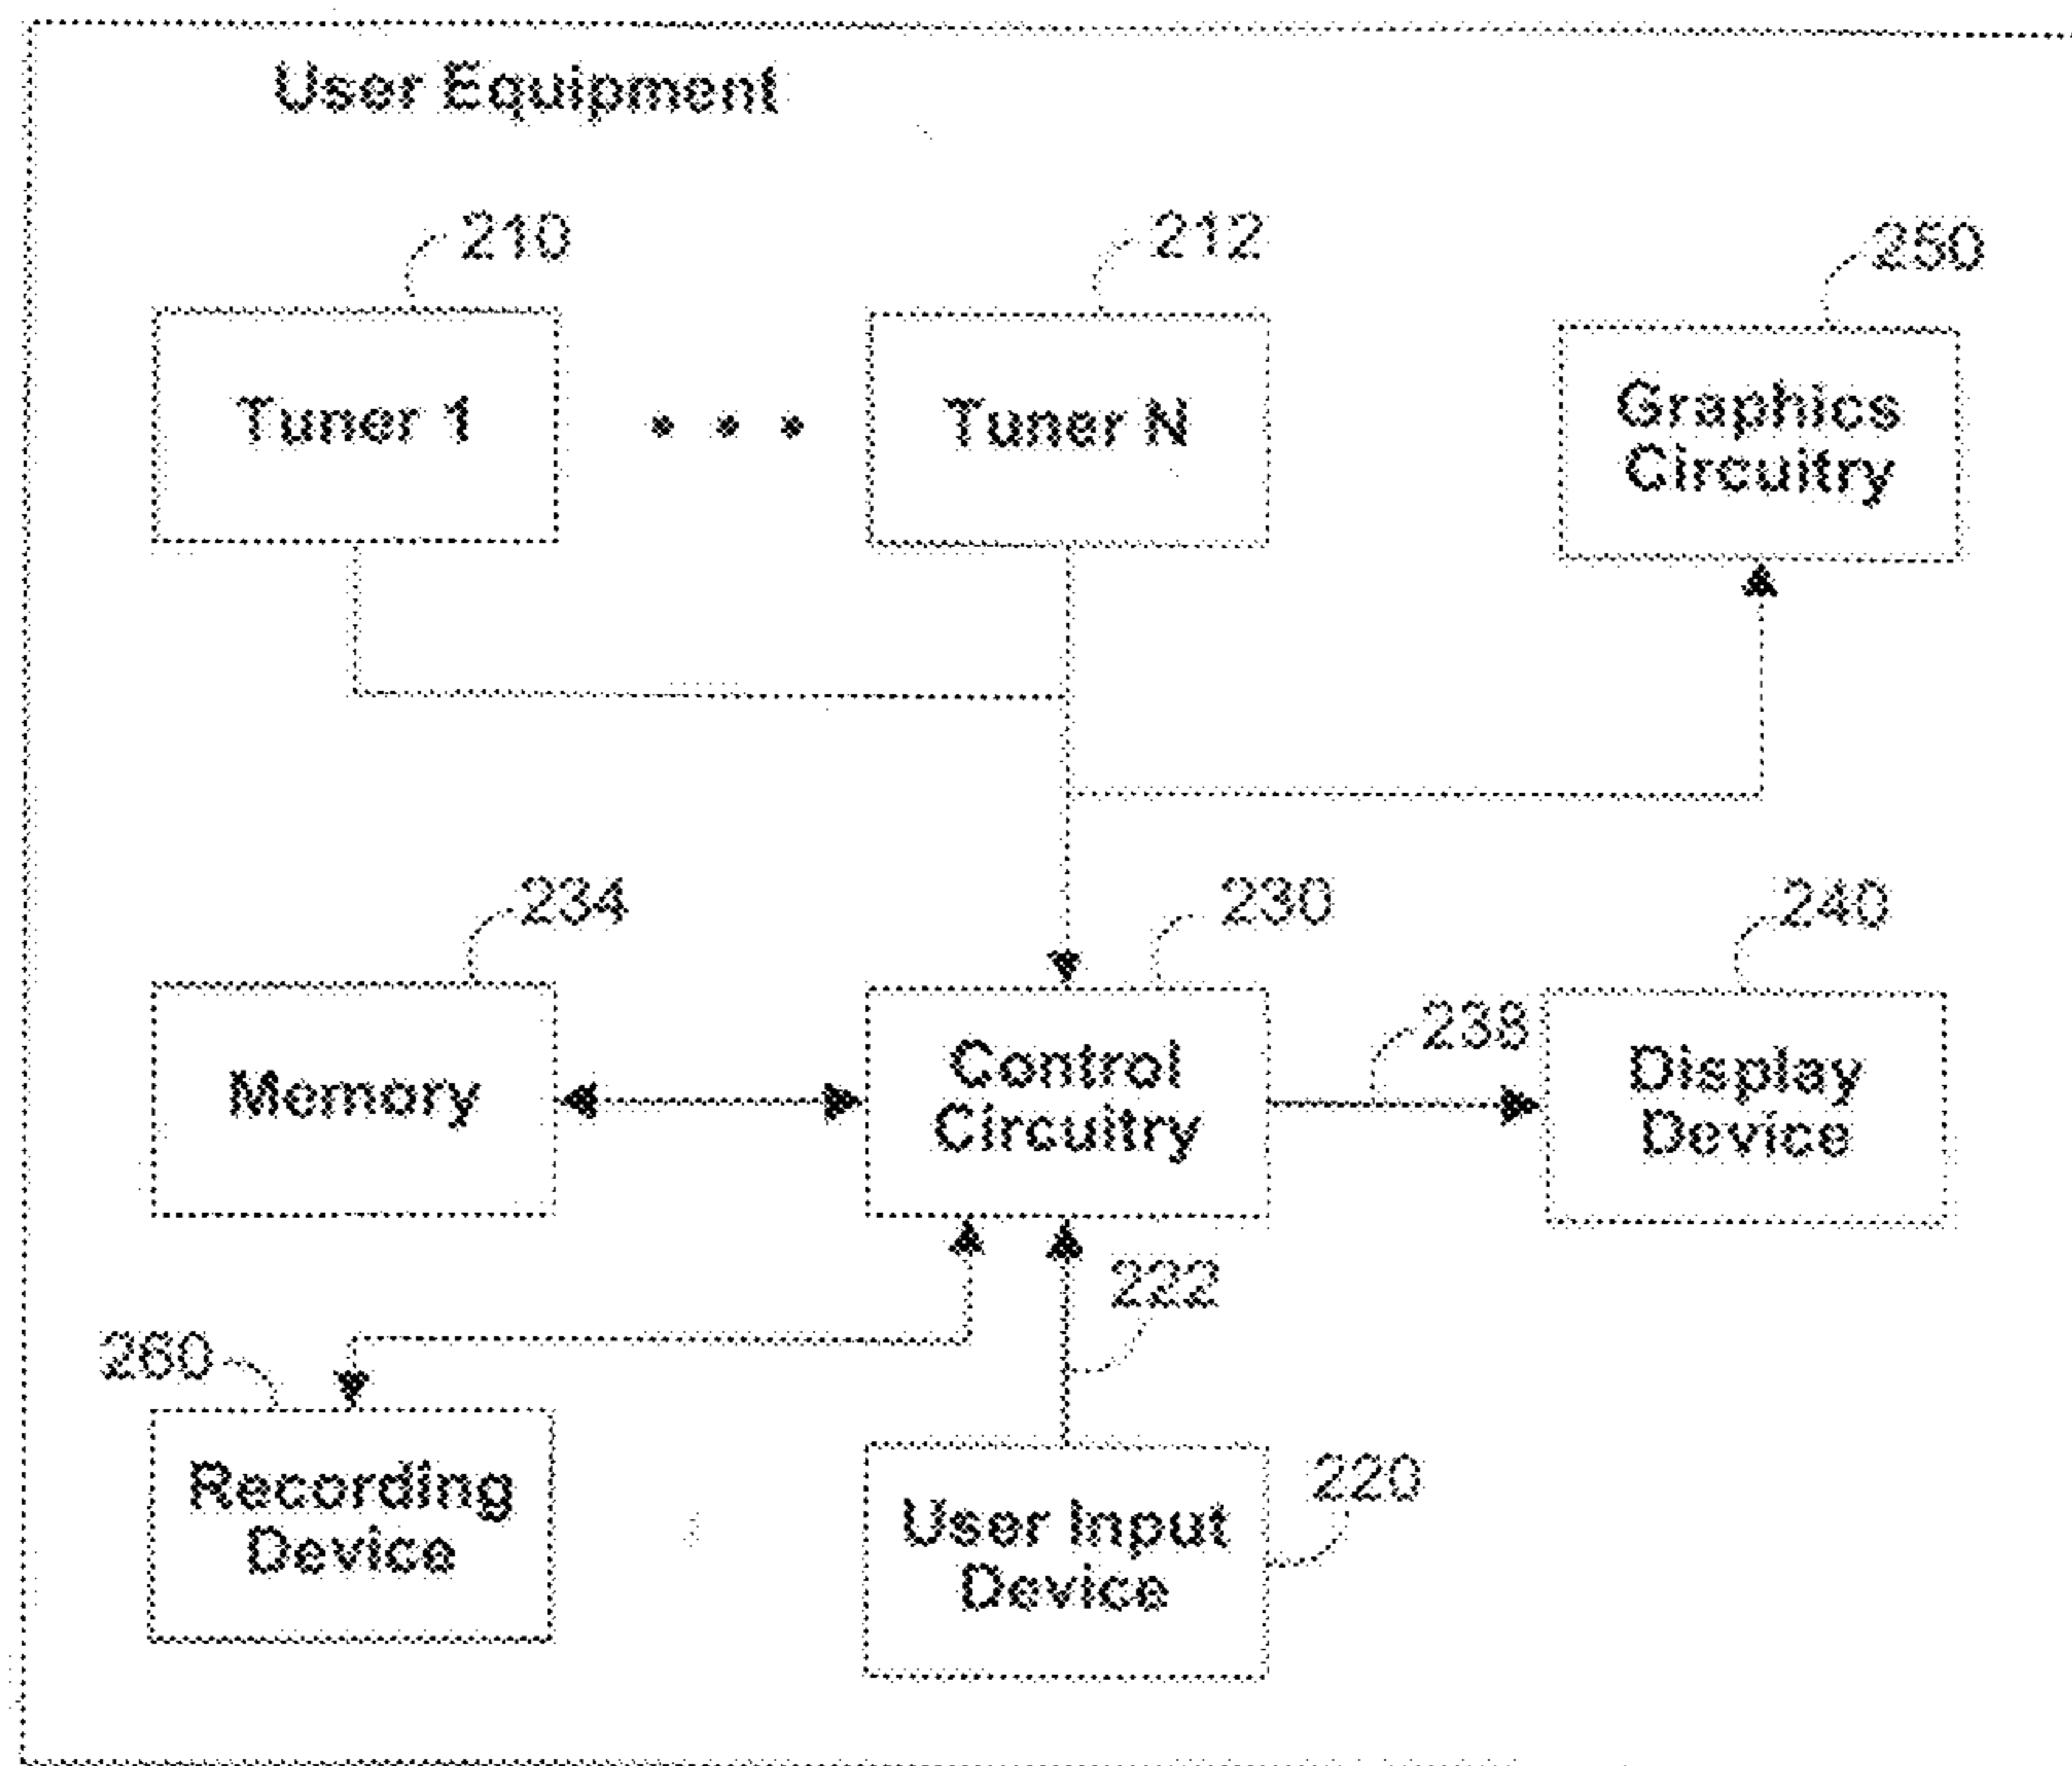 User Equipment
210
212
250
Tuner 1
Tuner N
Graphics
Circuitry
234
230
240
238
Memory
Control
Circuitry
Display
Device
222
260
220
Recording
Device
User Input
Device